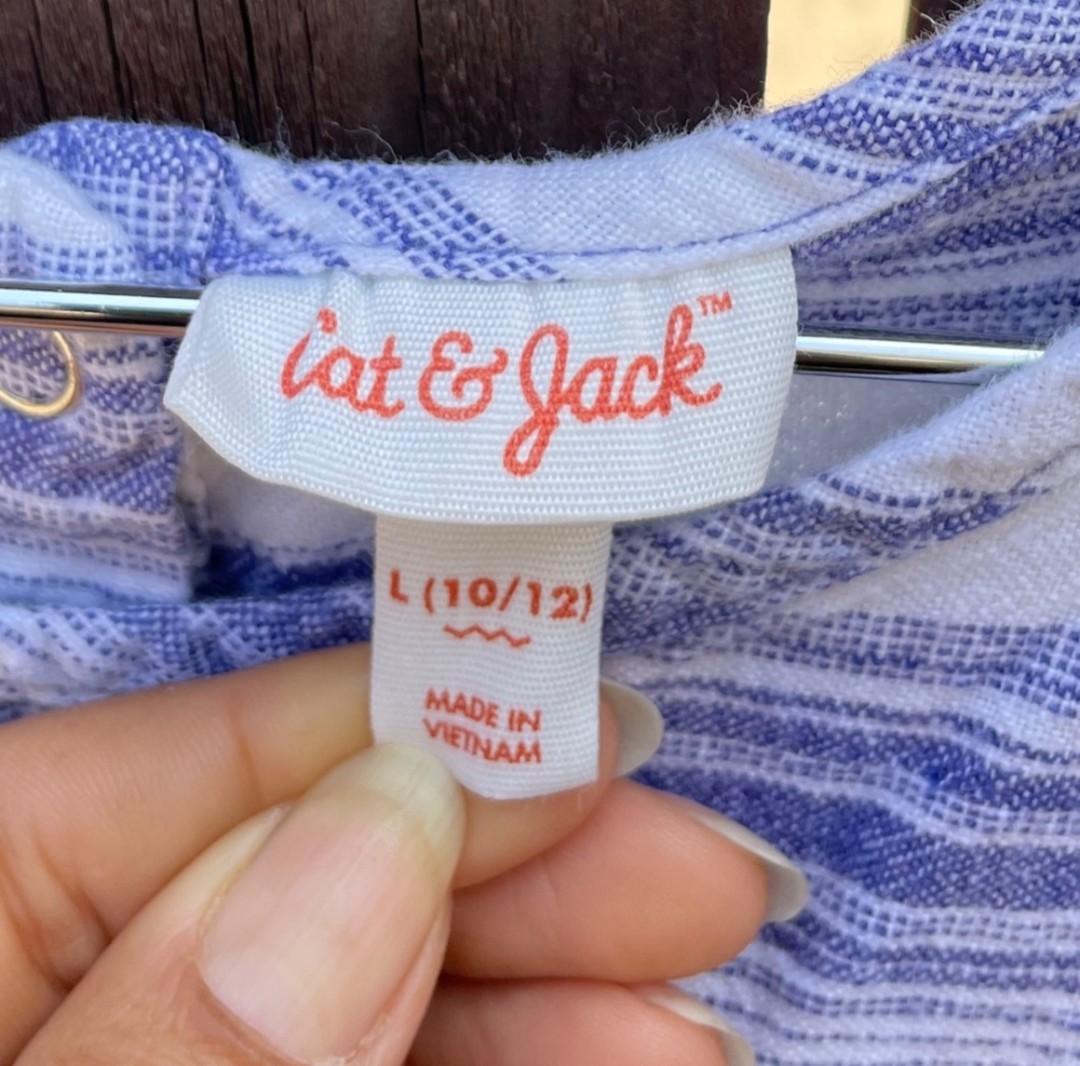 Cat & Jack™
L (10/12)
MADE IN
VIETNAM